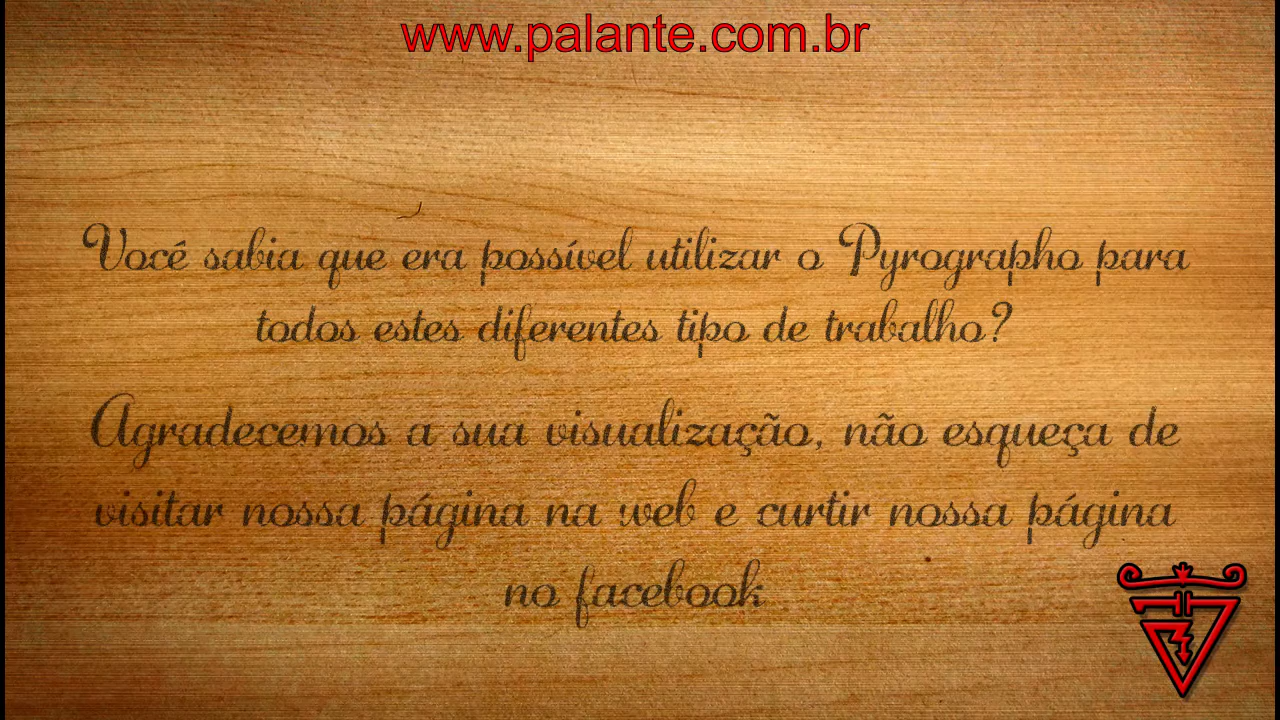 www.palante.com.br
Você sabia que era possível utilizar o Pyrographo para
todos estes diferentes tipo de trabalho?
Agradecemos a sua visualização, não esqueça de
visitar nossa página na web e curtir nossa página
no facebook